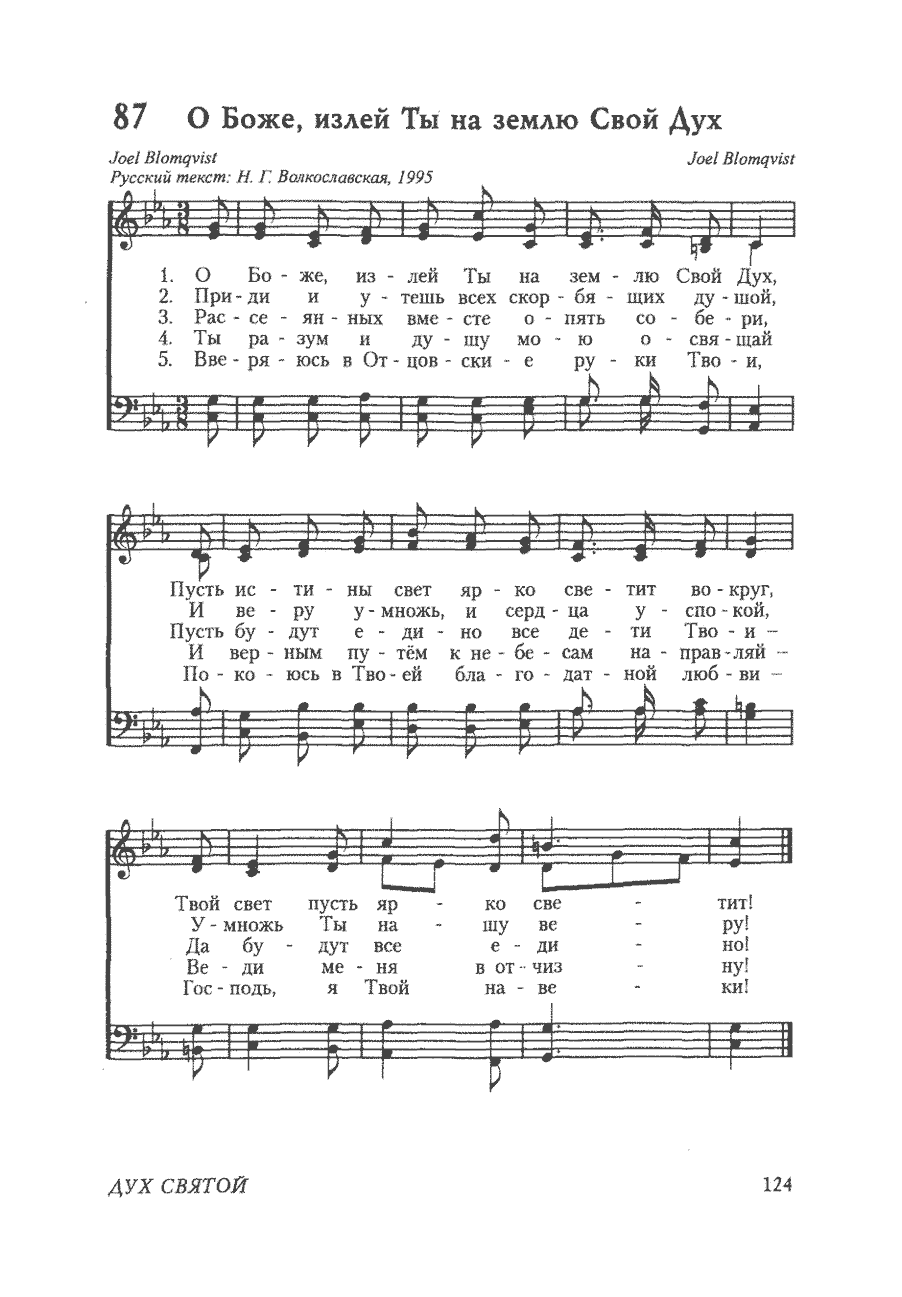 87 О Боже, излей Ты на землю Свой Дух
Joel Blomqvist Joel Blomqvist
Русский текст: Н. Г. Волкославская, 1995
1. О Бо - же, из - лей Ты на зем - лю Свой Дух,
2. При - ди и у - тешь всех скор - бя - щих ду - шой,
3. Рас - се - ян - ных вме - сте о - пять со - бе - ри,
4. Ты ра - зум и ду - шу мо - ю о - свя - щай
5. Вве - ря - юсь в От - цов - ски - е ру - ки Тво - и,
Пусть ис - ти - ны свет яр - ко све - тит во - круг,
И ве - ру у - множь, и серд - ца у - спо - кой,
Пусть бу - дут е - ди - но все де - ти Тво - и –
И вер - ным пу - тём к не - бе - сам на - прав - ляй –
По - ко - юсь в Тво - ей бла - го - дат - ной люб - ви –
Твой свет пусть яр - ко све - тит!
У - множь Ты на - шу ве - ру!
Да бу - дут все е - ди - но!
Ве - ди ме - ня в от - чиз - ну!
Гос - подь, я Твой на - ве - ки!
ДУХ СВЯТОЙ 124